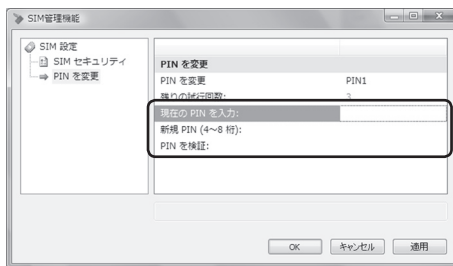 SIM管理機能
SIM 設定
SIM セキュリティ
PIN を変更
PIN を変更
PIN を変更: PIN1
残りの試行回数: 3
現在の PIN を入力:
新規 PIN (4～8 桁):
PIN を検証:
OK キャンセル 適用